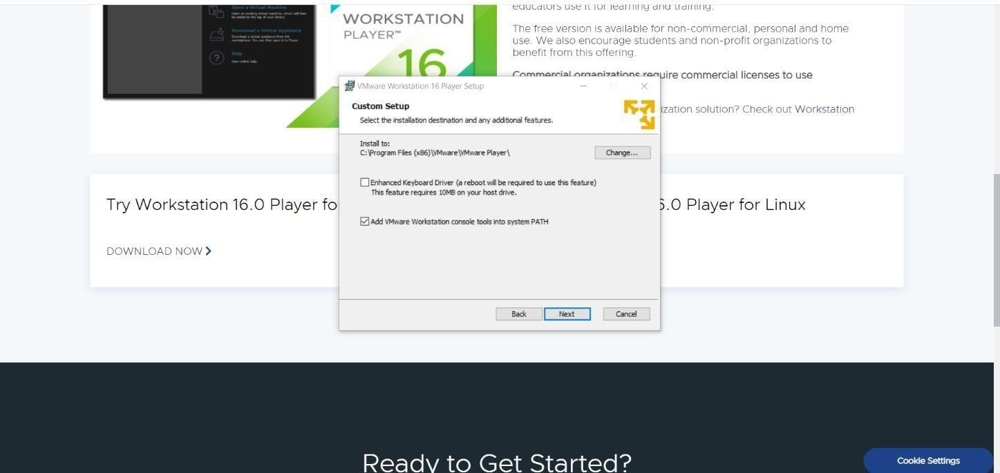 Open a Virtual Machine
Open an existing virtual machine, which will then
be added to the top of your library.
Download a Virtual Appliance
Download a virtual appliance from the
marketplace. You can then open it in Player.
?
Help
View online help.
WORKSTATION
PLAYER™
16
educators use it for learning and training.
The free version is available for non-commercial, personal and home
use. We also encourage students and non-profit organizations to
benefit from this offering.
Commercial organizations require commercial licenses to use
ization solution? Check out Workstation
VMware Workstation 16 Player Setup
Custom Setup
Select the installation destination and any additional features.
Install to:
C:\Program Files (x86)\VMware\VMware Player\
Change...
Enhanced Keyboard Driver (a reboot will be required to use this feature)
This feature requires 10MB on your host drive.
Add VMware Workstation console tools into system PATH
Back Next Cancel
Try Workstation 16.0 Player fo
DOWNLOAD NOW
6.0 Player for Linux
Ready to Get Started?
Cookie Settings